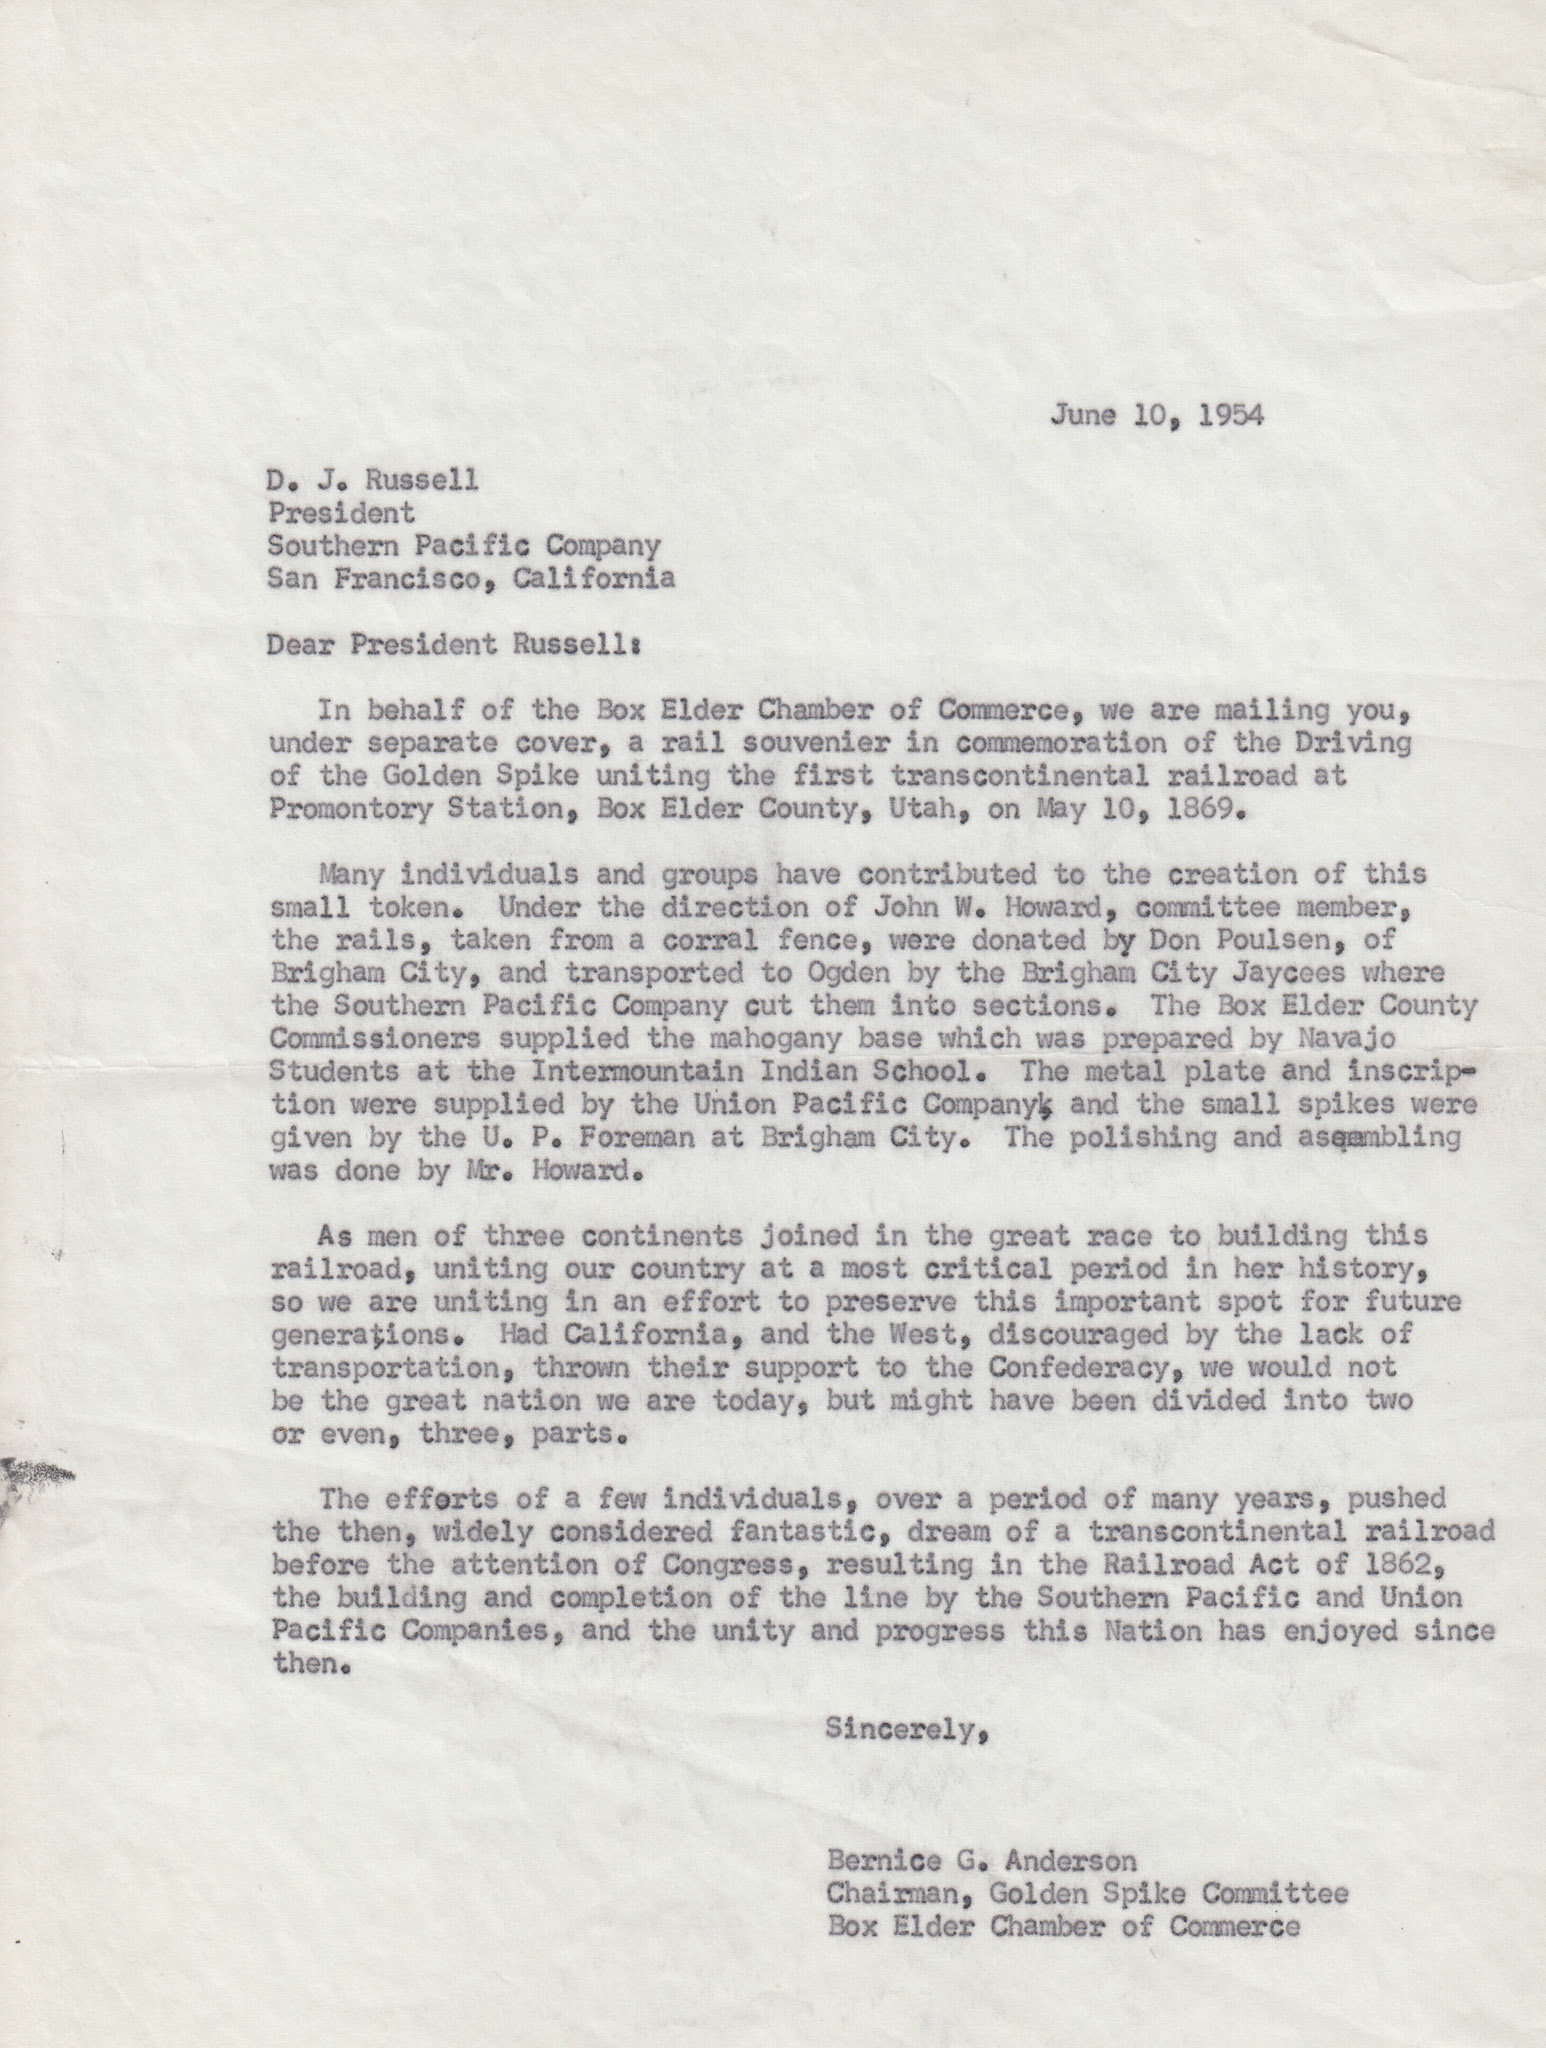 June 10, 1954
D. J. Russell
President
Southern Pacific Company
San Francisco, California
Dear President Russell:
In behalf of the Box Elder Chamber of Commerce, we are mailing you,
under separate cover, a rail souvenier in commemoration of the Driving
of the Golden Spike uniting the first transcontinental railroad at
Promontory Station, Box Elder County, Utah, on May 10, 1869.
Many individuals and groups have contributed to the creation of this
small token. Under the direction of John W. Howard, committee member,
the rails, taken from a corral fence, were donated by Don Poulsen, of
Brigham City, and transported to Ogden by the Brigham City Jaycees where
the Southern Pacific Company cut them into sections. The Box Elder County
Commissioners supplied the mahogany base which was prepared by Navajo
Students at the Intermountain Indian School. The metal plate and inscrip-
tion were supplied by the Union Pacific Company, and the small spikes were
given by the U. P. Foreman at Brigham City. The polishing and assembling
was done by Mr. Howard.
As men of three continents joined in the great race to building this
railroad, uniting our country at a most critical period in her history,
so we are uniting in an effort to preserve this important spot for future
generations. Had California, and the West, discouraged by the lack of
transportation, thrown their support to the Confederacy, we would not
be the great nation we are today, but might have been divided into two
or even, three, parts.
The efforts of a few individuals, over a period of many years, pushed
the then, widely considered fantastic, dream of a transcontinental railroad
before the attention of Congress, resulting in the Railroad Act of 1862,
the building and completion of the line by the Southern Pacific and Union
Pacific Companies, and the unity and progress this Nation has enjoyed since
then.
Sincerely,
Bernice G. Anderson
Chairman, Golden Spike Committee
Box Elder Chamber of Commerce